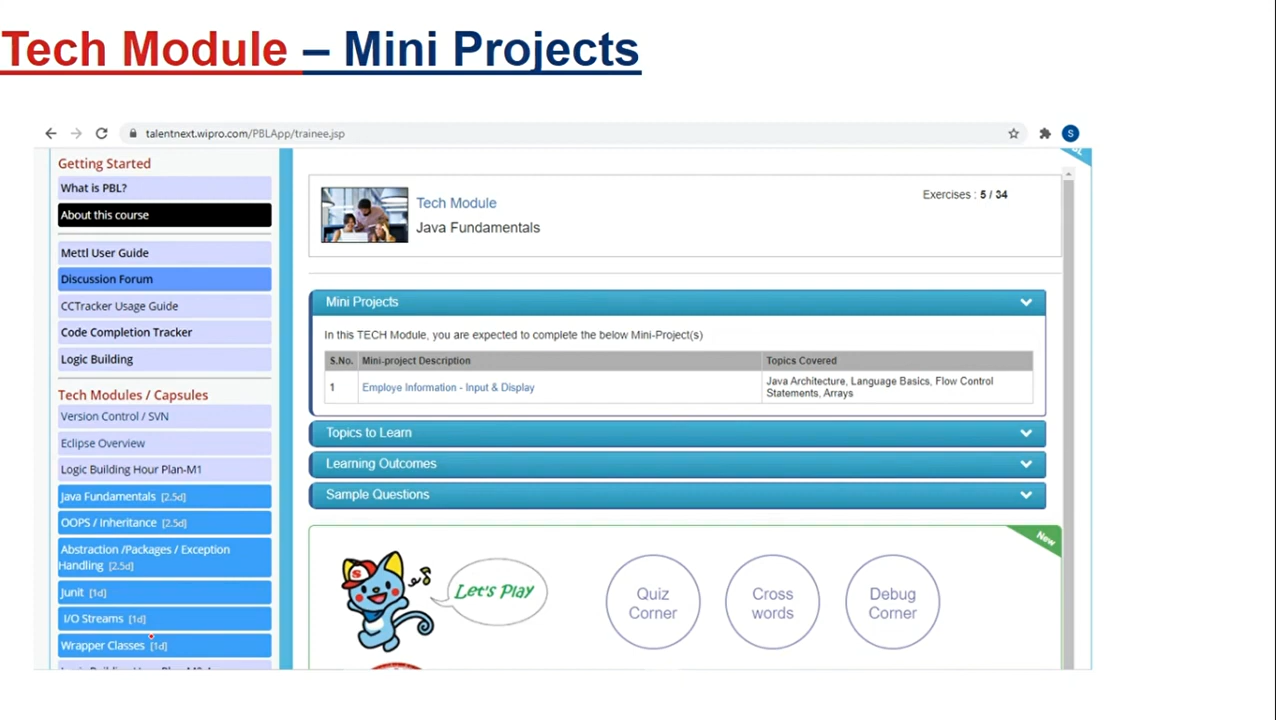 Tech Module – Mini Projects
talentnext.wipro.com/PBLApp/trainee.jsp
S
Getting Started
What is PBL?
About this course
Mettl User Guide
Discussion Forum
CCTracker Usage Guide
Code Completion Tracker
Logic Building
Tech Modules / Capsules
Version Control / SVN
Eclipse Overview
Logic Building Hour Plan-M1
Java Fundamentals [2.5d]
OOPS / Inheritance [2.5d]
Abstraction /Packages / Exception
Handling [2.5d]
Junit [1d]
I/O Streams [1d]
Wrapper Classes [1d]
Tech Module
Java Fundamentals
Exercises : 5 / 34
Mini Projects
In this TECH Module, you are expected to complete the below Mini-Project(s)
S.No. Mini-project Description Topics Covered
1 Employe Information - Input & Display Java Architecture, Language Basics, Flow Control
Statements, Arrays
Topics to Learn
Learning Outcomes
Sample Questions
New
S
Let's Play
Quiz
Corner
Cross
words
Debug
Corner